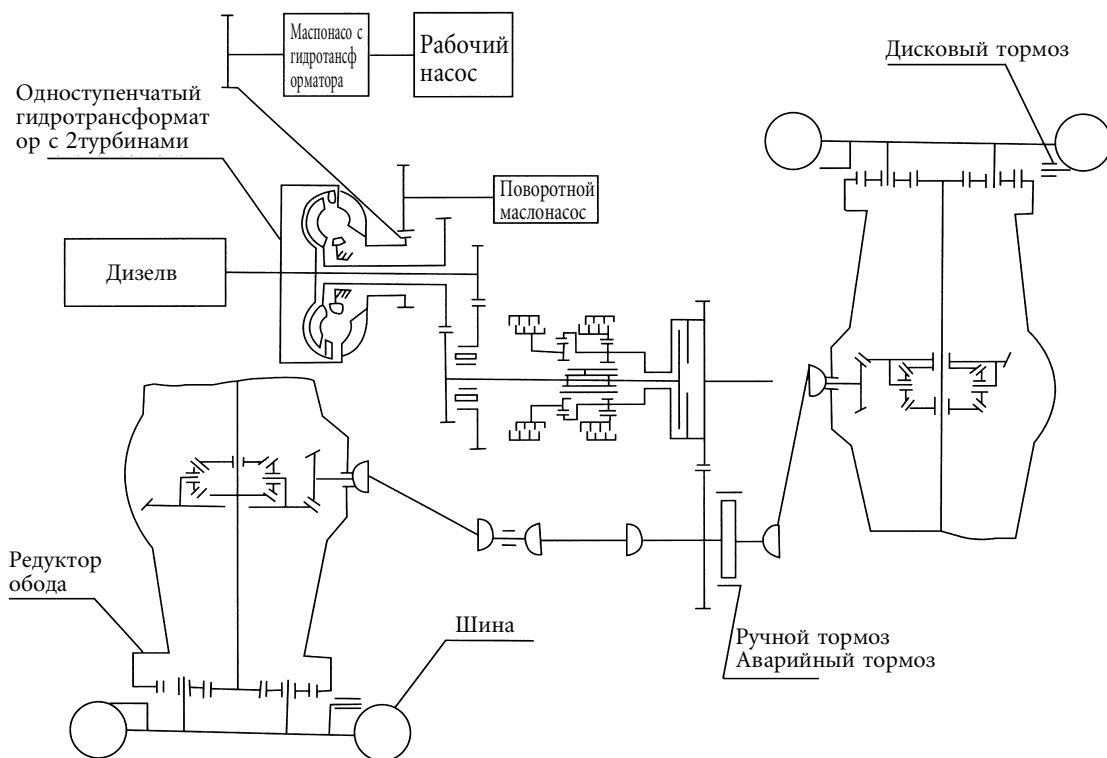 Маспонасо с
гидротансф
орматора
Рабочий
насос
Дисковый тормоз
Одноступенчатый
гидротрансформат
ор с 2турбинами
Поворотной
маслонасос
Дизелв
Редуктор
обода
Шина
Ручной тормоз
Аварийный тормоз